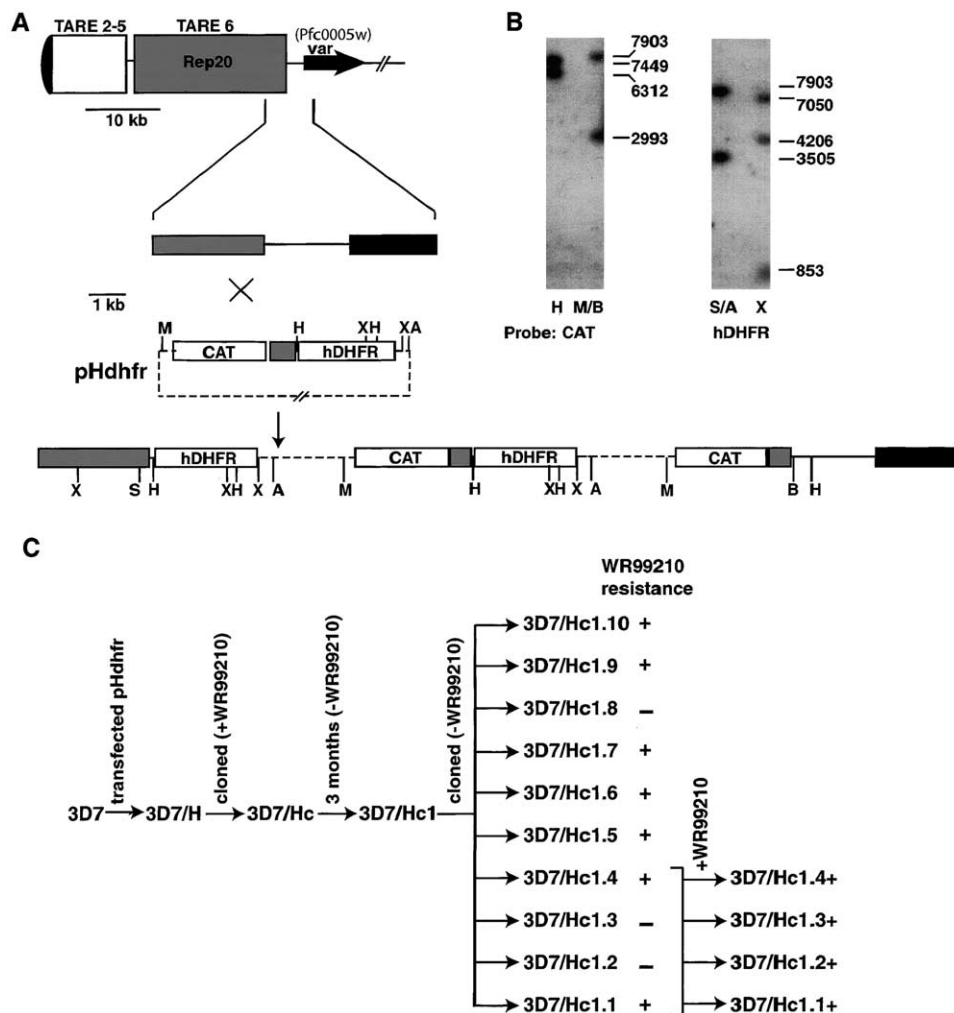 A
TARE 2-5
TARE 6
(Pfc0005w)
var
Rep20
10 kb
1 kb
M
H
XH
XA
CAT
hDHFR
pHdhfr
hDHFR
CAT
hDHFR
CAT
X
S
H
XH
X
A
M
H
XH
X
A
M
B
H
B
7903
7449
6312
2993
7903
7050
4206
3505
853
H M/B
S/A X
Probe: CAT
hDHFR
C
WR99210
resistance
transfected pHdhfr
cloned (+WR99210)
3 months (-WR99210)
cloned (-WR99210)
3D7
3D7/H
3D7/Hc
3D7/Hc1
3D7/Hc1.10 +
3D7/Hc1.9 +
3D7/Hc1.8 –
3D7/Hc1.7 +
3D7/Hc1.6 +
3D7/Hc1.5 +
3D7/Hc1.4 +
3D7/Hc1.3 –
3D7/Hc1.2 –
3D7/Hc1.1 +
+WR99210
3D7/Hc1.4+
3D7/Hc1.3+
3D7/Hc1.2+
3D7/Hc1.1+